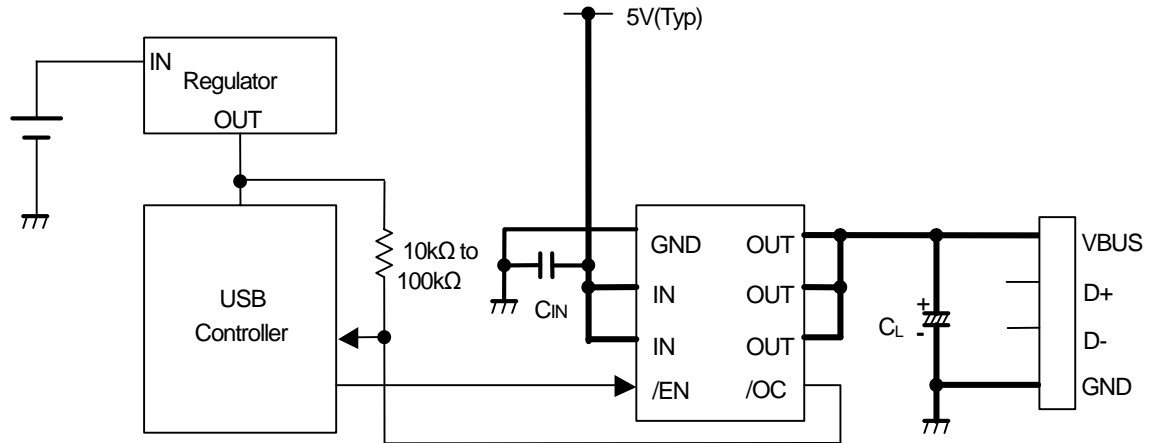 5V(Typ)
IN
Regulator
OUT
10kΩ to
100kΩ
USB
Controller
CIN
GND
IN
IN
/EN
OUT
OUT
OUT
/OC
+
-
CL
VBUS
D+
D-
GND